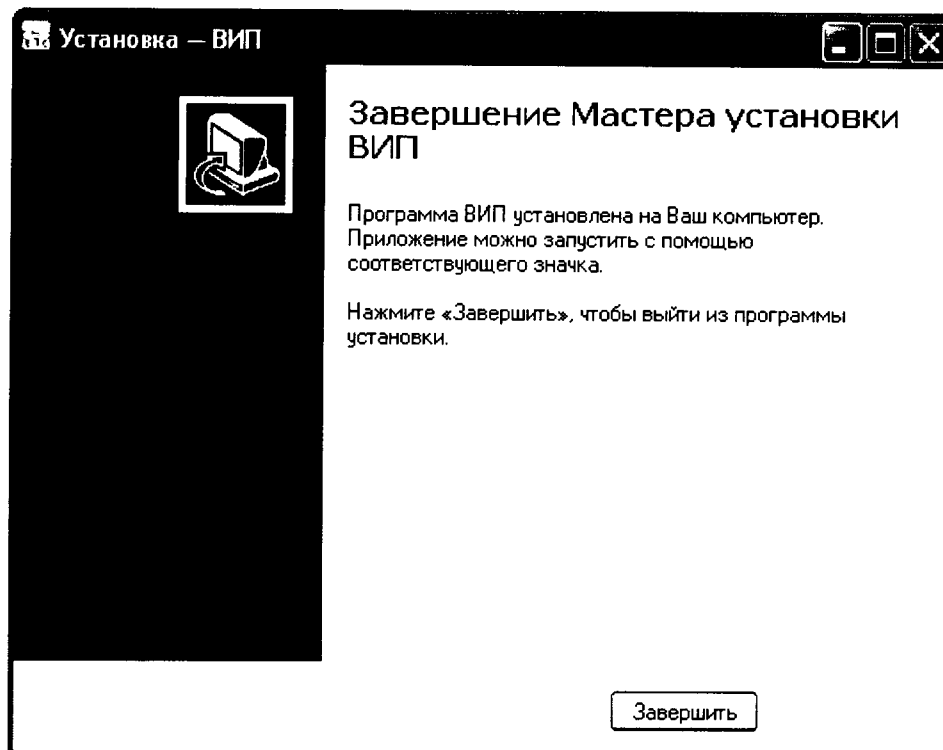 Установка — ВИП
Завершение Мастера установки
ВИП
Программа ВИП установлена на Ваш компьютер.
Приложение можно запустить с помощью
соответствующего значка.
Нажмите «Завершить», чтобы выйти из программы
установки.
Завершить